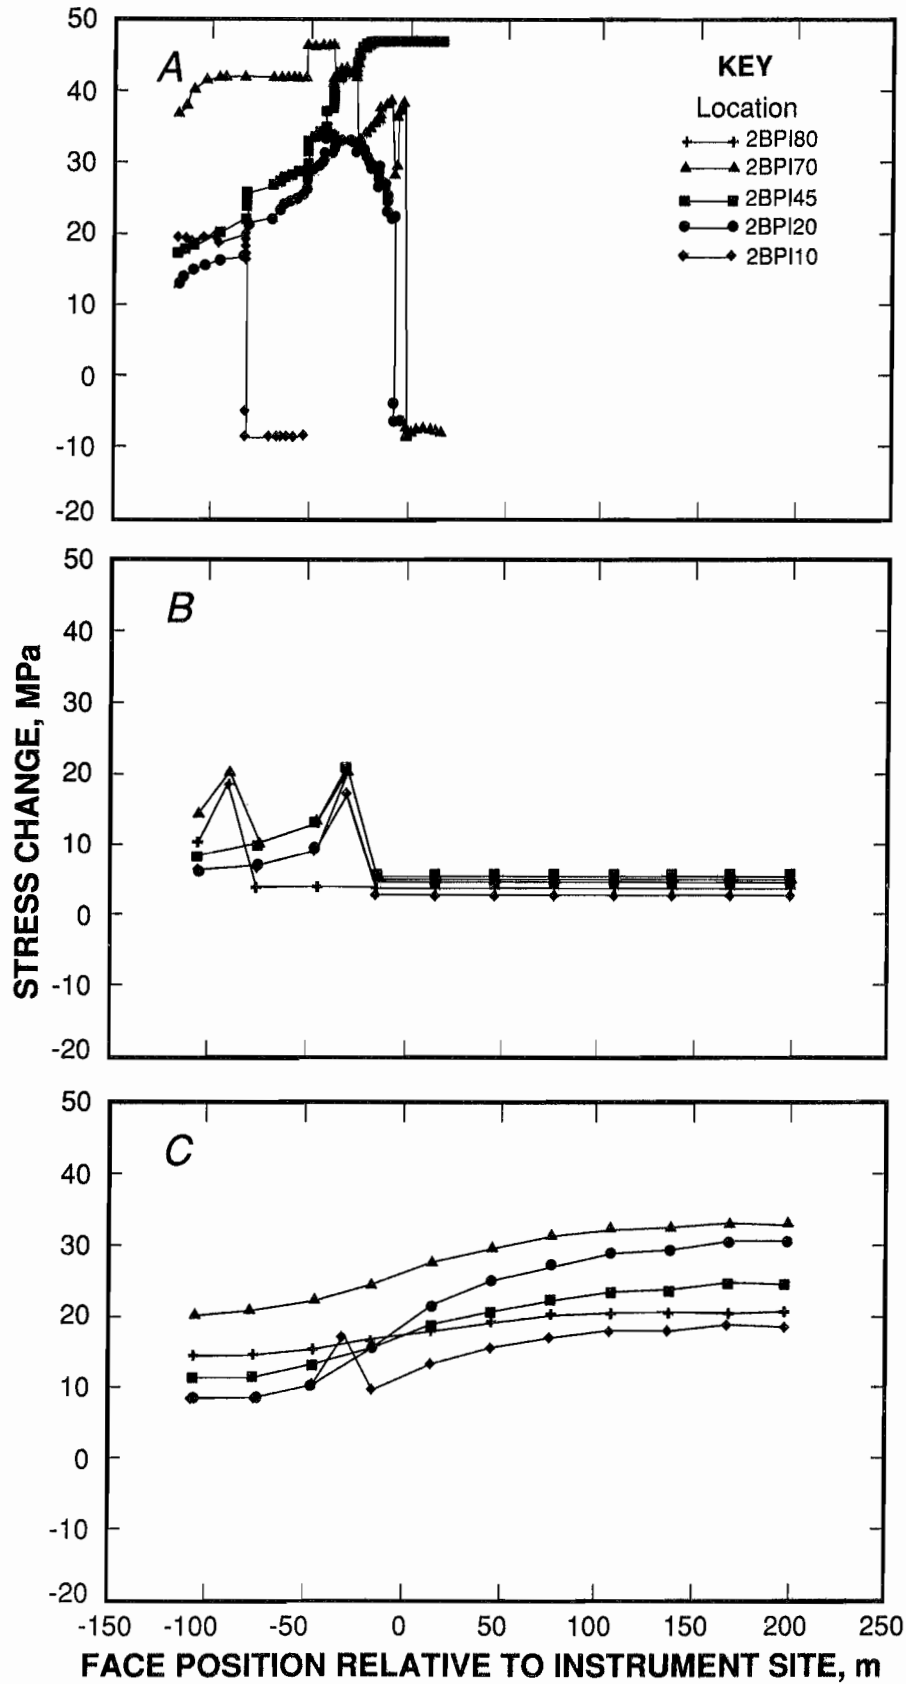 50
40
30
20
10
0
-10
-20
A
KEY
Location
2BPI80
2BPI70
2BPI45
2BPI20
2BPI10
50
40
30
20
10
0
-10
-20
B
STRESS CHANGE, MPa
50
40
30
20
10
0
-10
-20
C
-150 -100 -50 0 50 100 150 200 250
FACE POSITION RELATIVE TO INSTRUMENT SITE, m